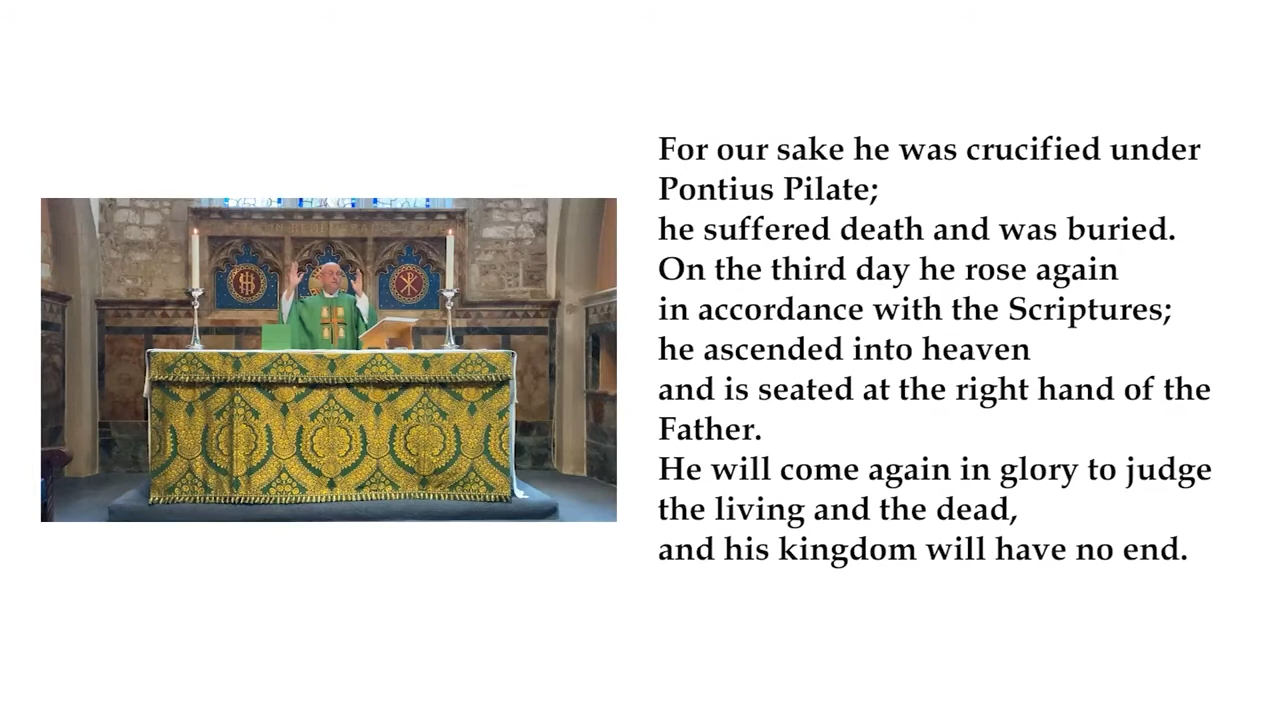 For our sake he was crucified under
Pontius Pilate;
he suffered death and was buried.
On the third day he rose again
in accordance with the Scriptures;
he ascended into heaven
and is seated at the right hand of the
Father.
He will come again in glory to judge
the living and the dead,
and his kingdom will have no end.